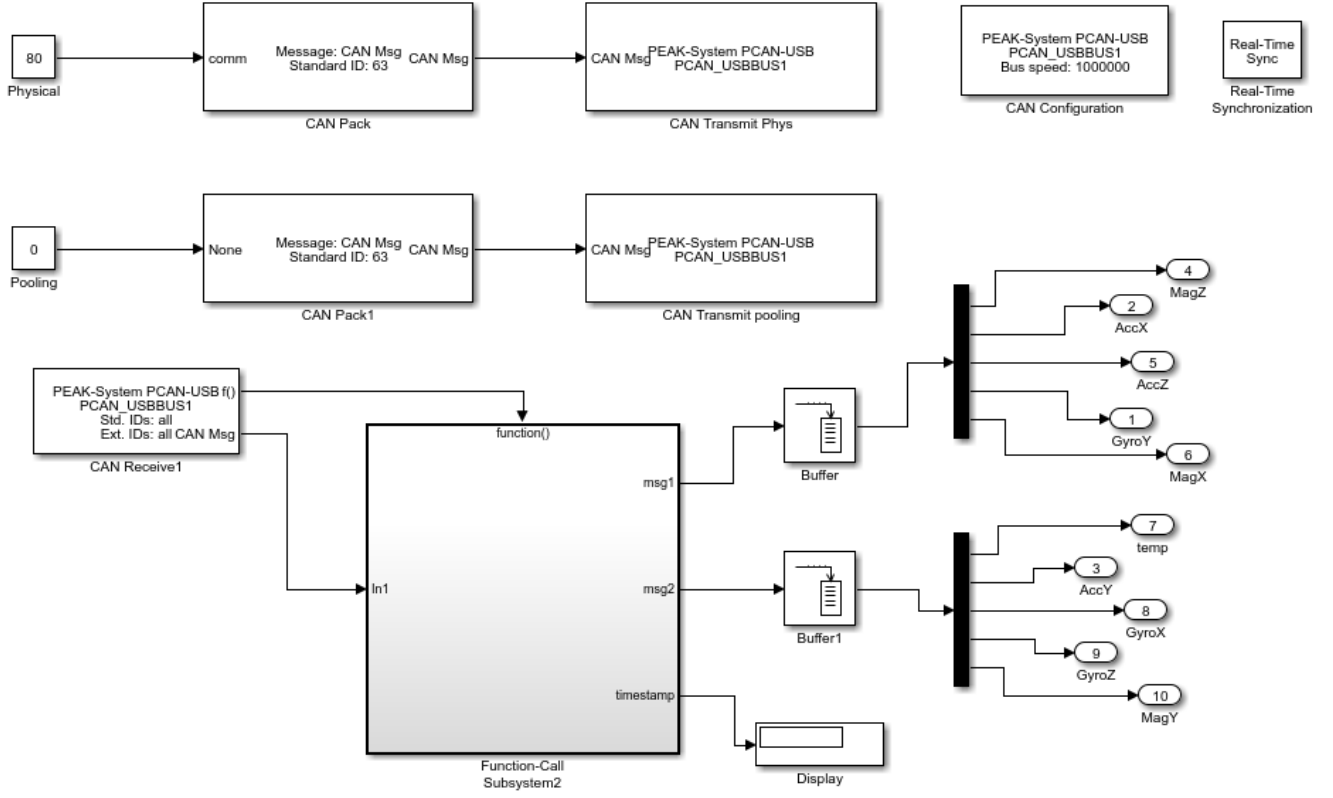 80
Physical
comm
Message: CAN Msg
Standard ID: 63
CAN Msg
CAN Pack
CAN Msg
PEAK-System PCAN-USB
PCAN_USBBUS1
CAN Transmit Phys
PEAK-System PCAN-USB
PCAN_USBBUS1
Bus speed: 1000000
CAN Configuration
Real-Time
Sync
Real-Time
Synchronization
0
Pooling
None
Message: CAN Msg
Standard ID: 63
CAN Msg
CAN Pack1
CAN Msg
PEAK-System PCAN-USB
PCAN_USBBUS1
CAN Transmit pooling
PEAK-System PCAN-USB f()
PCAN_USBBUS1
Std. IDs: all
Ext. IDs: all CAN Msg
CAN Receive1
function()
In1
msg1
msg2
timestamp
Function-Call
Subsystem2
Buffer
Buffer1
Display
4
MagZ
2
AccX
5
AccZ
1
GyroY
6
MagX
7
temp
3
AccY
8
GyroX
9
GyroZ
10
MagY